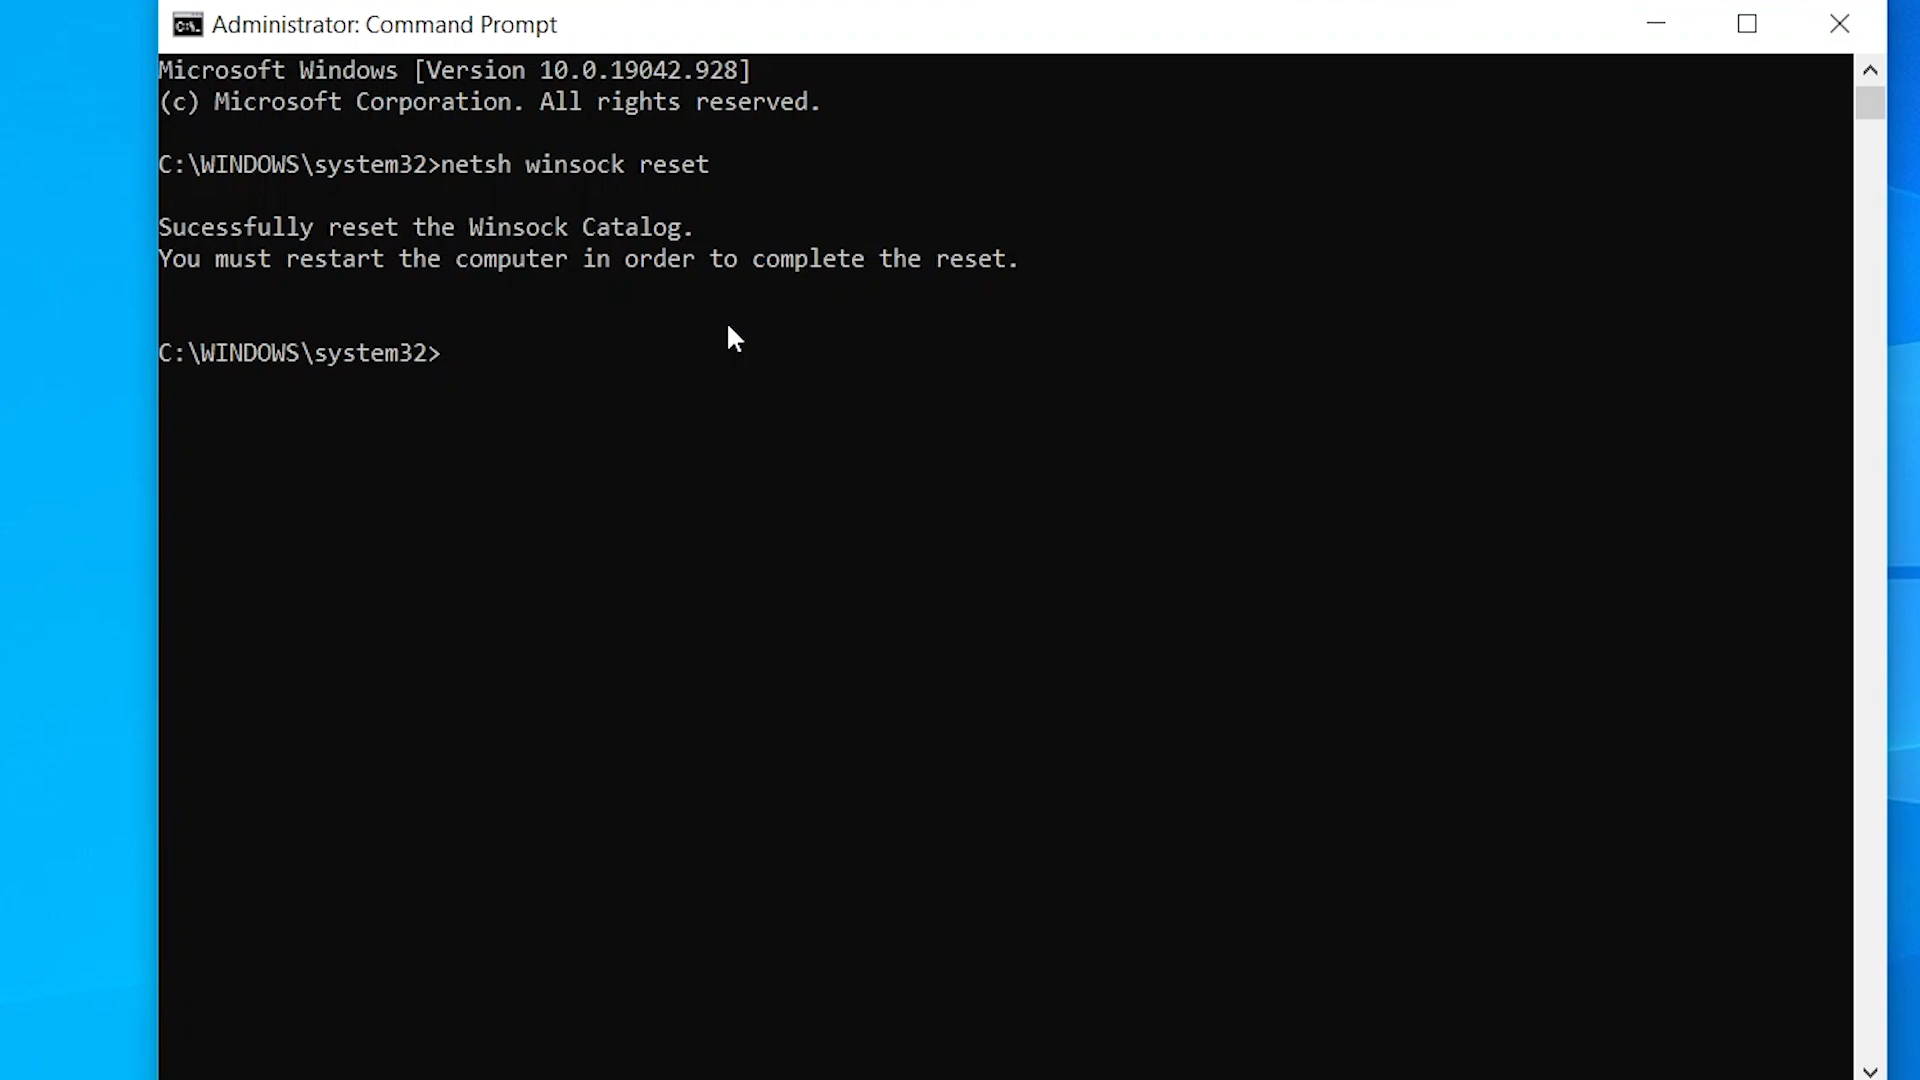 Administrator: Command Prompt
Microsoft Windows [Version 10.0.19042.928]
(c) Microsoft Corporation. All rights reserved.
C:\WINDOWS\system32>netsh winsock reset
Sucessfully reset the Winsock Catalog.
You must restart the computer in order to complete the reset.
C:\WINDOWS\system32>